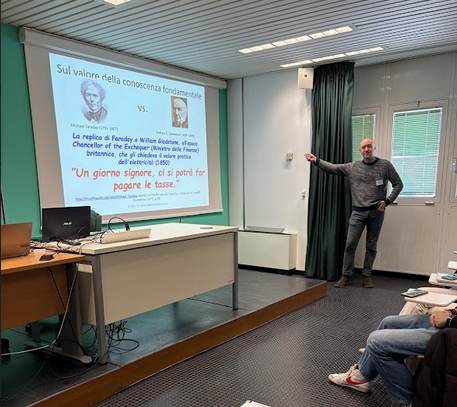 Sul valore della conoscenza fondamentale
vs.
Michael Faraday (1791-1867)
La replica di Faraday a William Gladstone, all'epoca
Chancellor of the Exchequer (Ministro delle Finanze)
britannico, che gli chiedeva il valore pratico
dell'elettricità (1850)
"Un giorno signore, ci si potrà far
pagare le tasse."